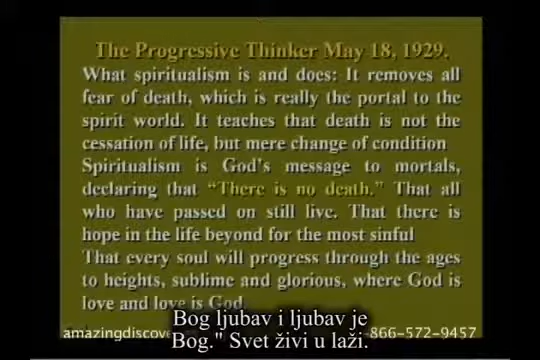 The Progressive Thinker May 18, 1929.
What spiritualism is and does: It removes all
fear of death, which is really the portal to the
spirit world. It teaches that death is not the
cessation of life, but mere change of condition
Spiritualism is God's message to mortals,
declaring that "There is no death." That all
who have passed on still live. That there is
hope in the life beyond for the most sinful
That every soul will progress through the ages
to heights, sublime and glorious, where God is
love and love is God.
Bog ljubav i ljubav je
amazingdiscov -866-572-9457
Bog." Svet živi u laži.